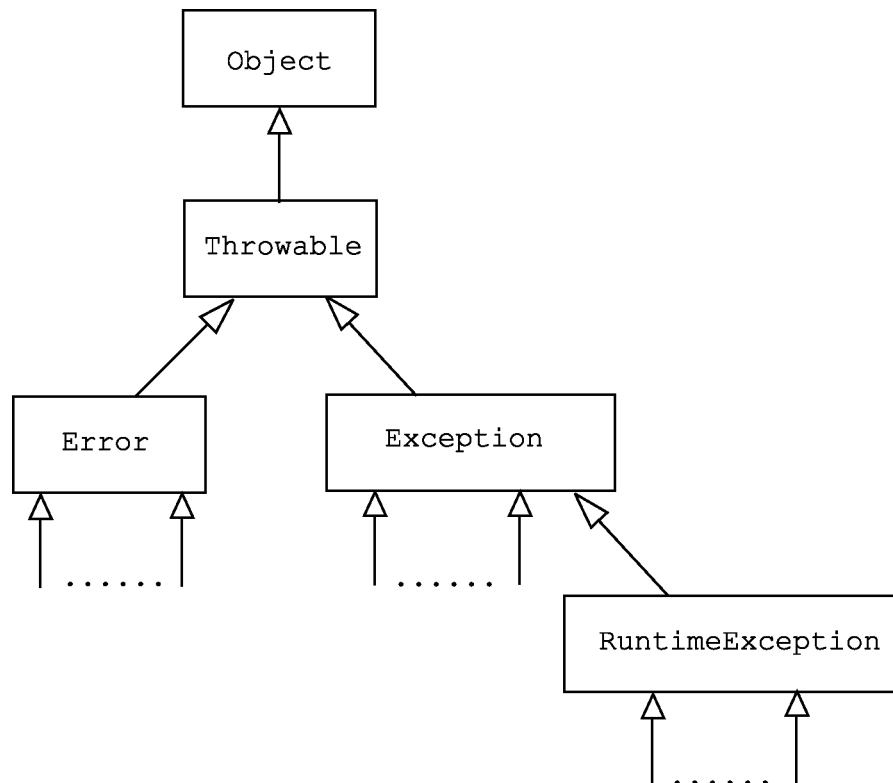 Object
Throwable
Error
Exception
......
......
RuntimeException
......